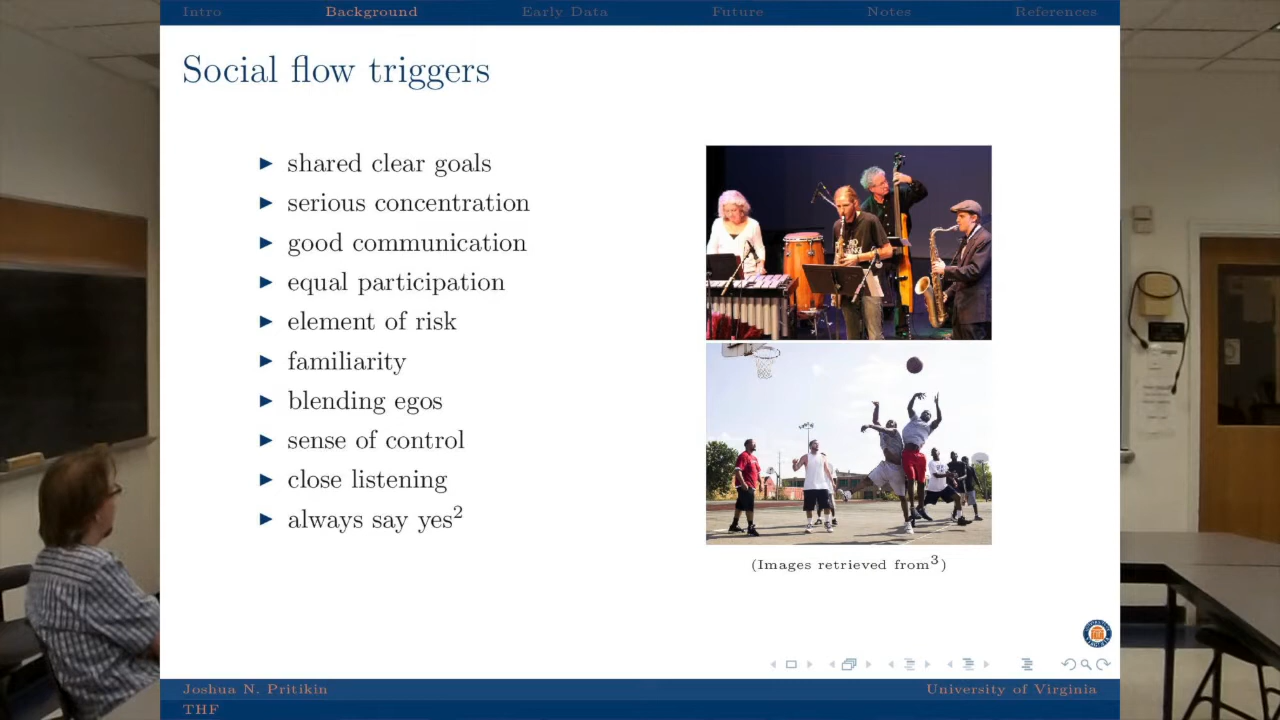 Intro Background Early Data Future Notes References
Social flow triggers
shared clear goals
serious concentration
good communication
equal participation
element of risk
familiarity
blending egos
sense of control
close listening
always say yes2
(Images retrieved from3)
Joshua N. Pritikin University of Virginia
THF